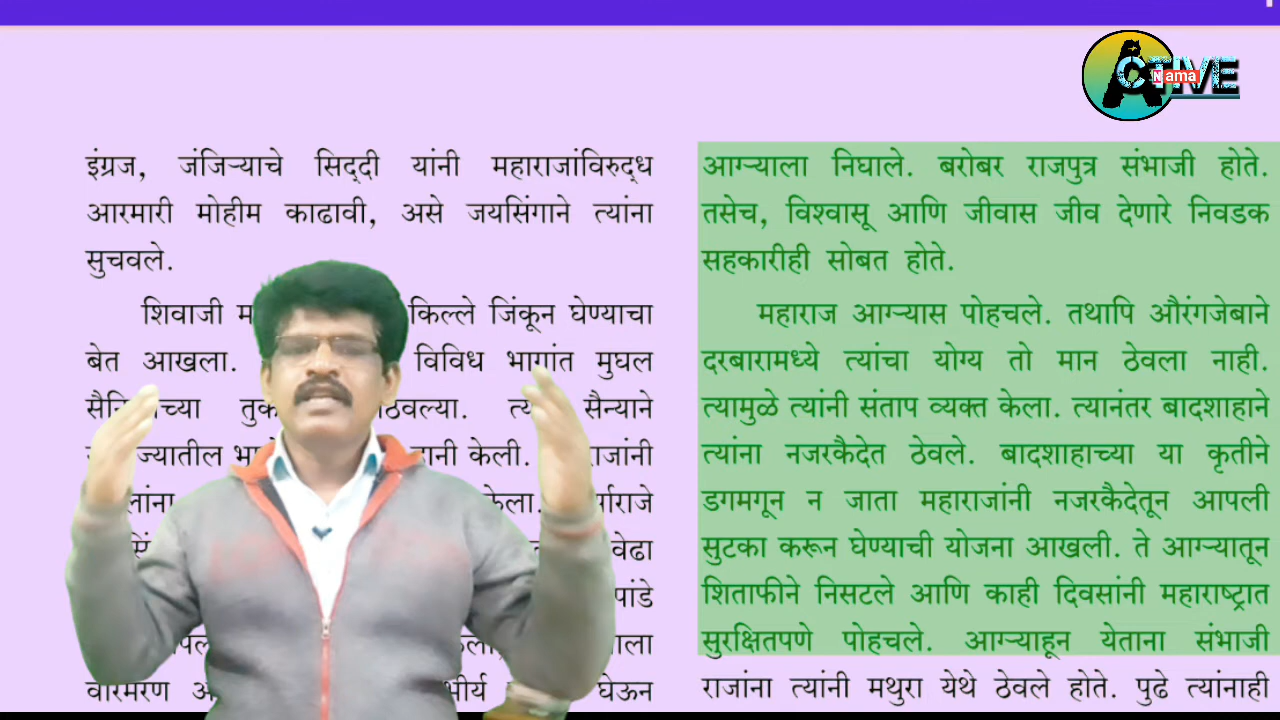 ACTIVE
Nama
इंग्रज, जंजिऱ्याचे सिद्दी यांनी महाराजांविरुद्ध
आरमारी मोहीम काढावी, असे जयसिंगाने त्यांना
सुचवले.
शिवाजी किल्ले जिंकून घेण्याचा
बेत आखला. विविध भागांत मुघल
सैन्याने
केली.
वेढा
घेऊन
आग्ऱ्याला निघाले. बरोबर राजपुत्र संभाजी होते.
तसेच, विश्वासू आणि जीवास जीव देणारे निवडक
सहकारीही सोबत होते.
महाराज आग्ऱ्यास पोहचले. तथापि औरंगजेबाने
दरबारामध्ये त्यांचा योग्य तो मान ठेवला नाही.
त्यामुळे त्यांनी संताप व्यक्त केला. त्यानंतर बादशाहाने
त्यांना नजरकैदेत ठेवले. बादशाहाच्या या कृतीने
डगमगून न जाता महाराजांनी नजरकैदेतून आपली
सुटका करून घेण्याची योजना आखली. ते आग्ऱ्यातून
शिताफीने निसटले आणि काही दिवसांनी महाराष्ट्रात
सुरक्षितपणे पोहचले. आग्ऱ्याहून येताना संभाजी
राजांना त्यांनी मथुरा येथे ठेवले होते. पुढे त्यांनाही